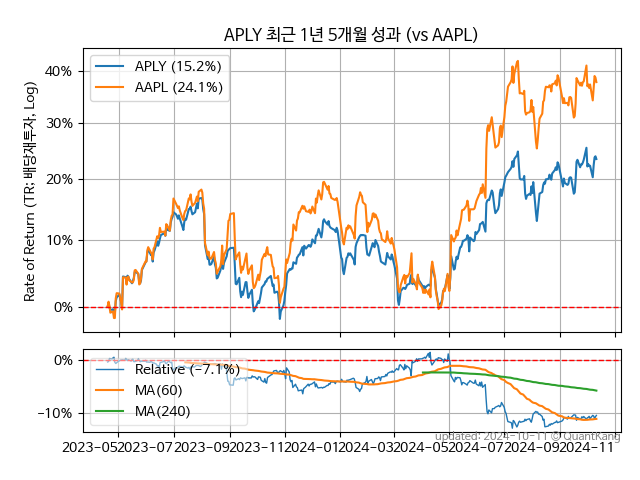 APLY 최근 1년 5개월 성과 (vs AAPL)
APLY (15.2%)
AAPL (24.1%)
40%
30%
20%
10%
0%
Rate of Return (TR: 배당재투자, Log)
Relative (−7.1%)
MA(60)
MA(240)
0%
−10%
2023−05 2023−07 2023−09 2023−11 2024−01 2024−03 2024−05 2024−07 2024−09 2024−11
updated: 2024-10-11 © QuantKang